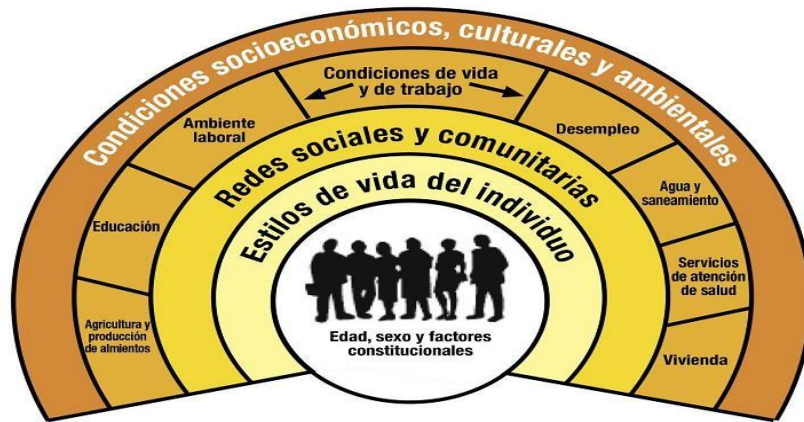 Condiciones socioeconómicos, culturales y ambientales
Condiciones de vida
y de trabajo
Ambiente
laboral
Desempleo
Educación
Agua y
saneamiento
Agricultura y
producción
de almientos
Servicios
de atención
de salud
Vivienda
Redes sociales y comunitarias
Estilos de vida del individuo
Edad, sexo y factores
constitucionales